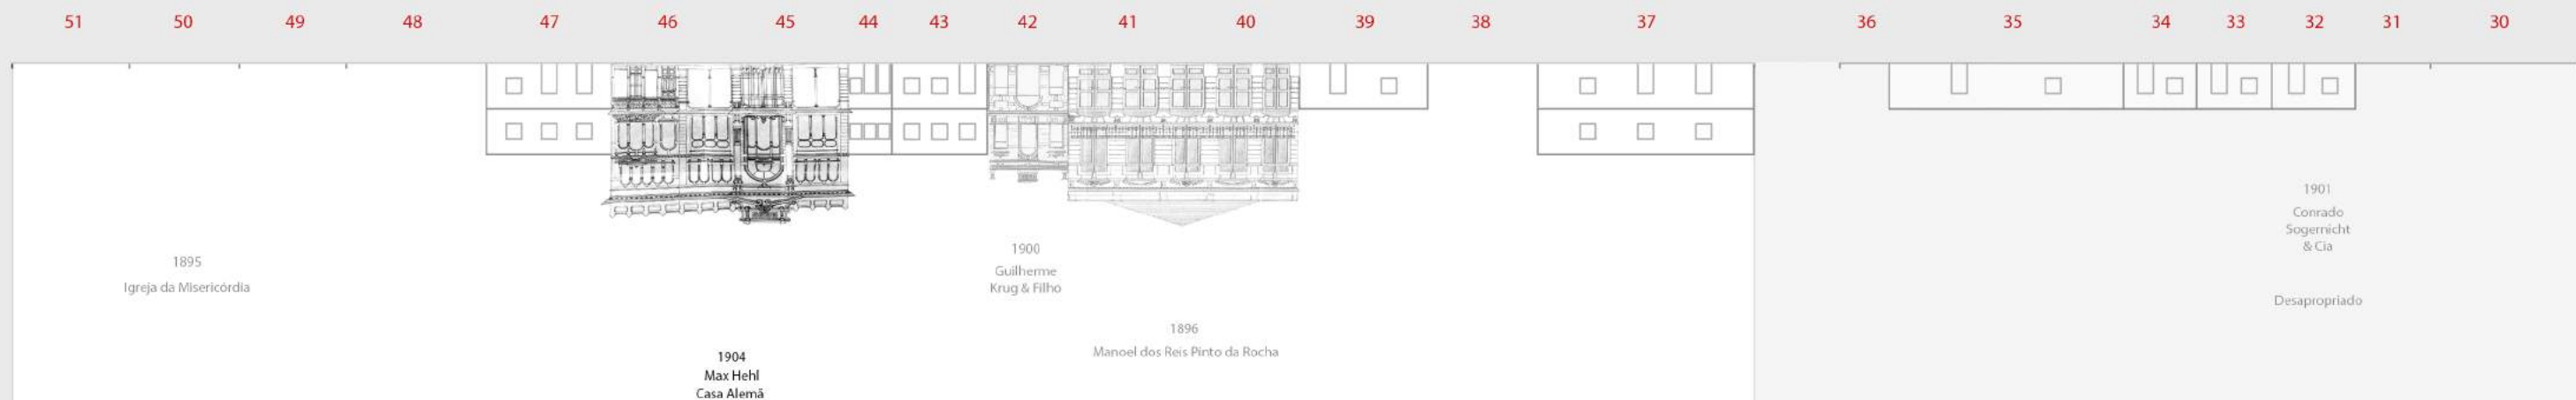 51 50 49 48 47 46 45 44 43 42 41 40 39 38 37 36 35 34 33 32 31 30
1895
Igreja da Misericórdia
1904
Max Hehl
Casa Alemã
1900
Guilherme
Krug & Filho
1896
Manoel dos Reis Pinto da Rocha
1901
Conrado
Sogernicht
& Cia
Desapropriado